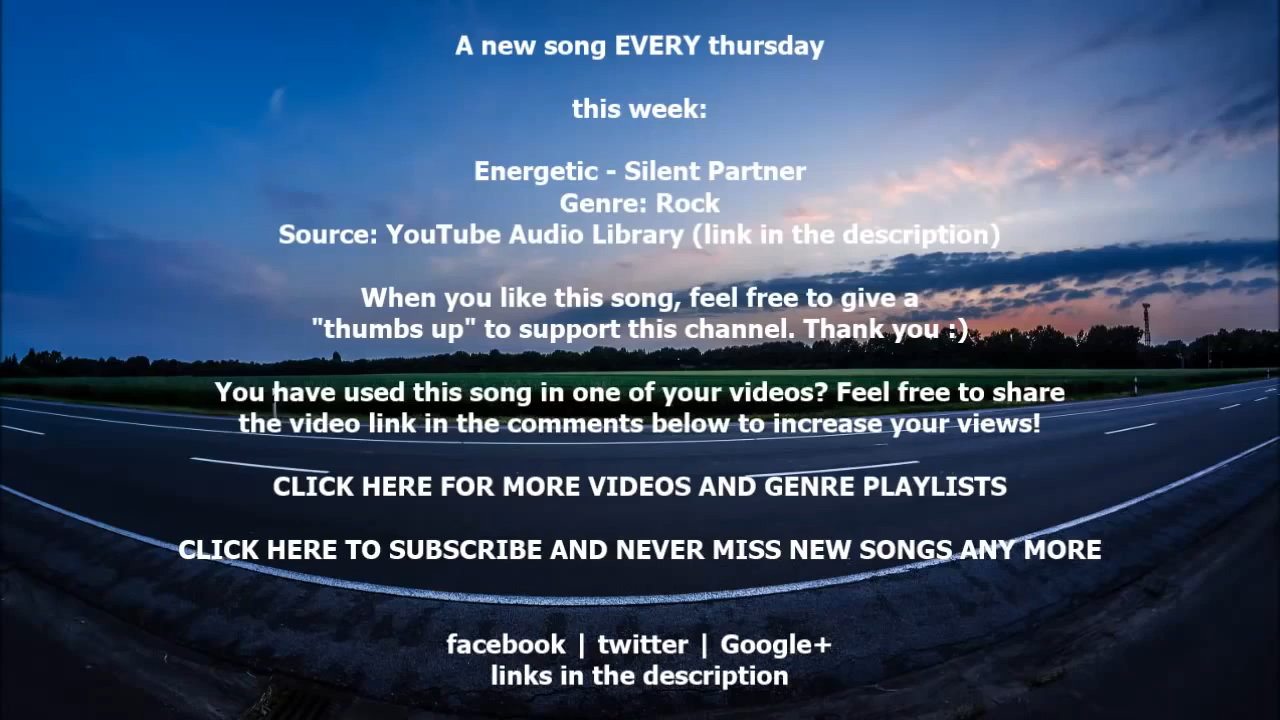 A new song EVERY thursday
this week:
Energetic - Silent Partner
Genre: Rock
Source: YouTube Audio Library (link in the description)
When you like this song, feel free to give a
"thumbs up" to support this channel. Thank you :)
You have used this song in one of your videos? Feel free to share
the video link in the comments below to increase your views!
CLICK HERE FOR MORE VIDEOS AND GENRE PLAYLISTS
CLICK HERE TO SUBSCRIBE AND NEVER MISS NEW SONGS ANY MORE
facebook | twitter | Google+
links in the description